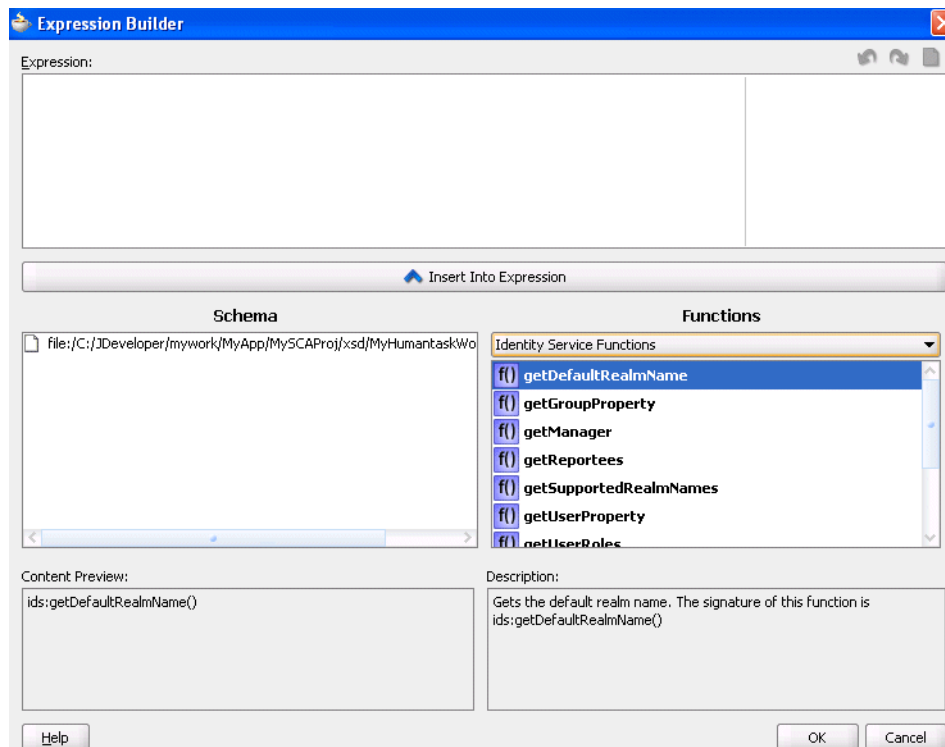 Expression Builder
Expression:
Insert Into Expression
Schema
file:/C:/JDeveloper/mywork/MyApp/MySCAProj/xsd/MyHumantaskWo
Functions
Identity Service Functions
f() getDefaultRealmName
f() getGroupProperty
f() getManager
f() getReportees
f() getSupportedRealmNames
f() getUserProperty
f() getUserRoles
Content Preview:
ids:getDefaultRealmName()
Description:
Gets the default realm name. The signature of this function is
ids:getDefaultRealmName()
Help
OK
Cancel